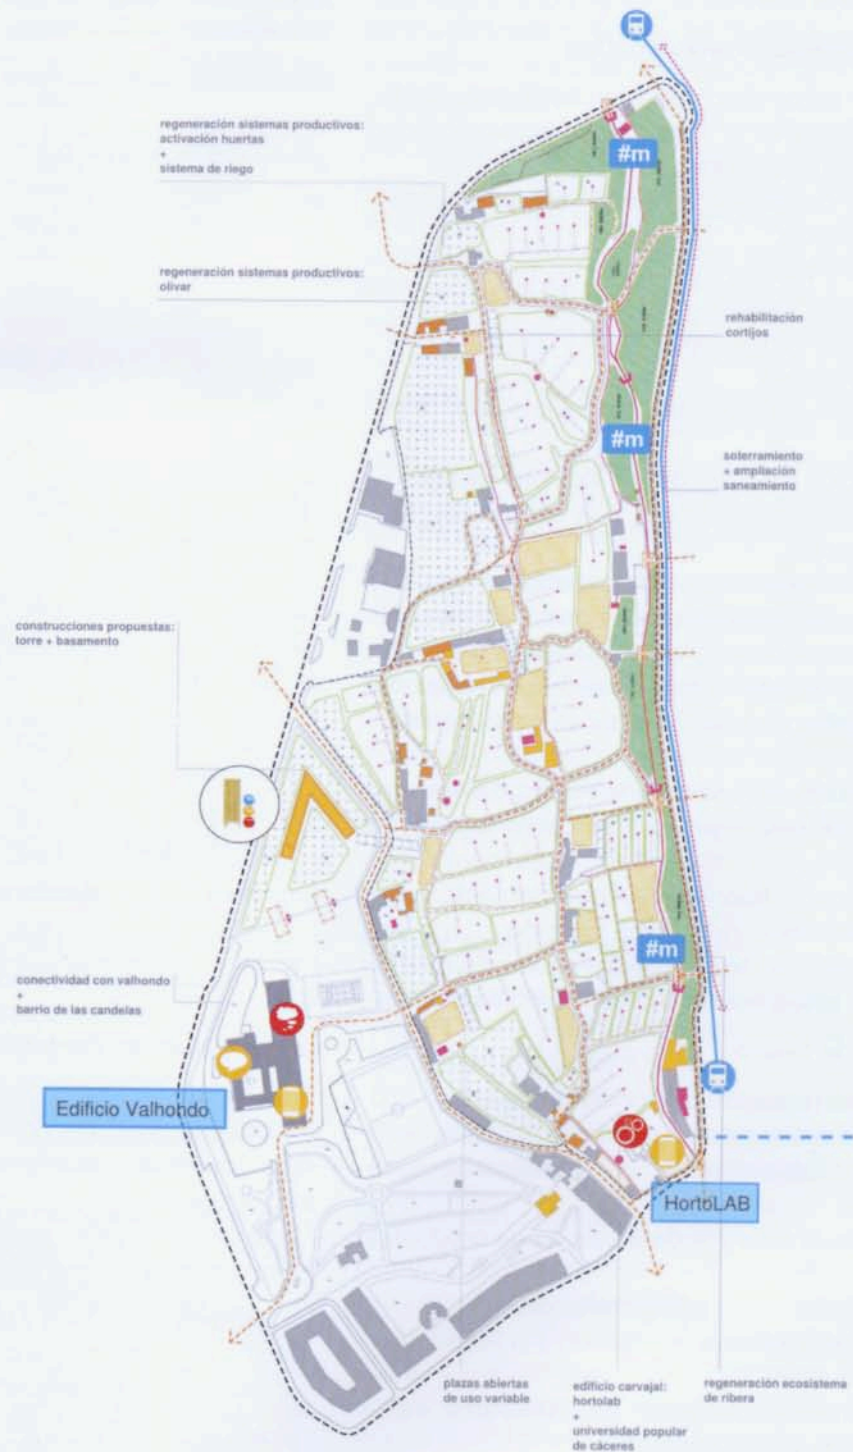 regeneración sistemas productivos:
activación huertas
+
sistema de riego
#m
regeneración sistemas productivos:
olivar
rehabilitación
cortijos
#m
soterramiento
+ ampliación
saneamiento
construcciones propuestas:
torre + basamento
#m
conectividad con valhondo
+
barrio de las candelas
Edificio Valhondo
HortoLAB
plazas abiertas
de uso variable
edificio carvajal:
hortolab
+
universidad popular
de cáceres
regeneración ecosistema
de ribera